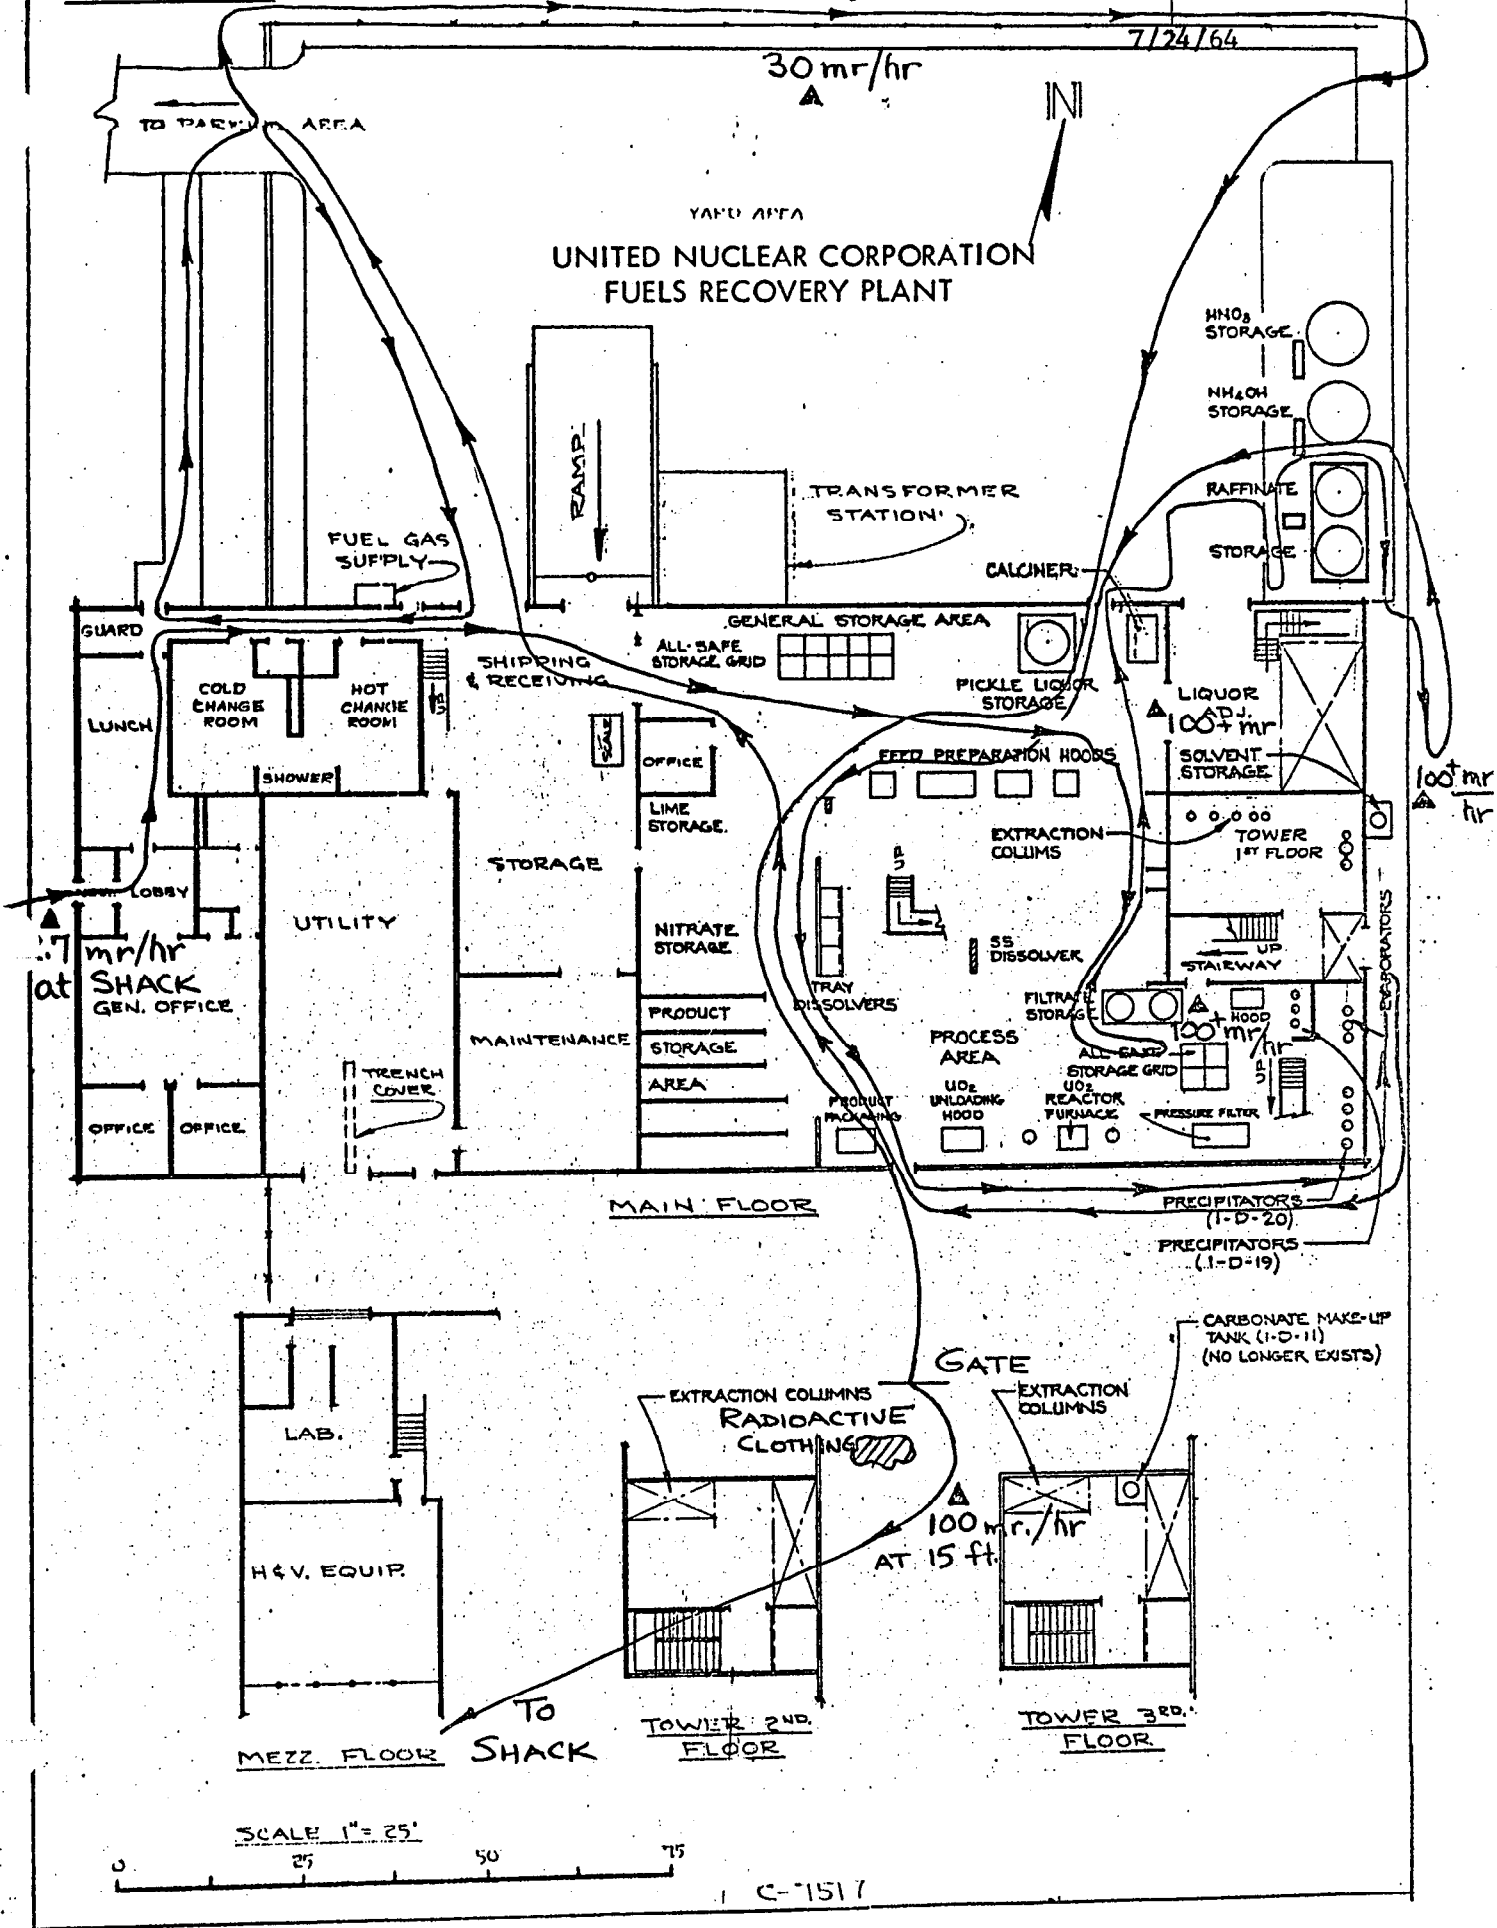 7/24/64
30 mr/hr
N
TO PARKING AREA
YARD AREA
UNITED NUCLEAR CORPORATION
FUELS RECOVERY PLANT
HNO3
STORAGE
NH4OH
STORAGE
RAMP
TRANSFORMER
STATION
RAFFINATE
STORAGE
FUEL GAS
SUPPLY
CALCINER
GUARD
GENERAL STORAGE AREA
ALL-SAFE
STORAGE GRID
SHIPPING
& RECEIVING
COLD
CHANGE
ROOM
HOT
CHANGE
ROOM
UP
LUNCH
PICKLE LIQUOR
STORAGE
LIQUOR
ADJ.
100+ mr
SCALE
OFFICE
FEED PREPARATION HOODS
SOLVENT
STORAGE
100+ mr
hr
SHOWER
LIME
STORAGE.
EXTRACTION
COLUMS
TOWER
1ST FLOOR
STORAGE
UP
LOBBY
UTILITY
NITRATE
STORAGE
SS
DISSOLVER
UP
STAIRWAY
EVAPORATORS
.7 mr/hr
at SHACK
GEN. OFFICE
TRAY
DISSOLVERS
FILTRATE
STORAGE
HOOD
100+ mr/hr
PRODUCT
STORAGE
AREA
MAINTENANCE
PROCESS
AREA
ALL SAFE
STORAGE GRID
UP
TRENCH
COVER
PRODUCT
PACKAGING
UO2
UNLOADING
HOOD
UO2
REACTOR
FURNACE
PRESSURE FILTER
OFFICE
OFFICE
MAIN FLOOR
PRECIPITATORS
(1-D-20)
PRECIPITATORS
(1-D-19)
CARBONATE MAKE-UP
TANK (1-D-11)
(NO LONGER EXISTS)
GATE
EXTRACTION COLUMNS
EXTRACTION
COLUMNS
RADIOACTIVE
CLOTHING
LAB.
100 mr./hr
AT 15 ft.
H&V. EQUIP.
TO
SHACK
MEZZ. FLOOR
TOWER 2ND.
FLOOR
TOWER 3RD.
FLOOR
SCALE 1"= 25'
0 25 50 75
C-7517